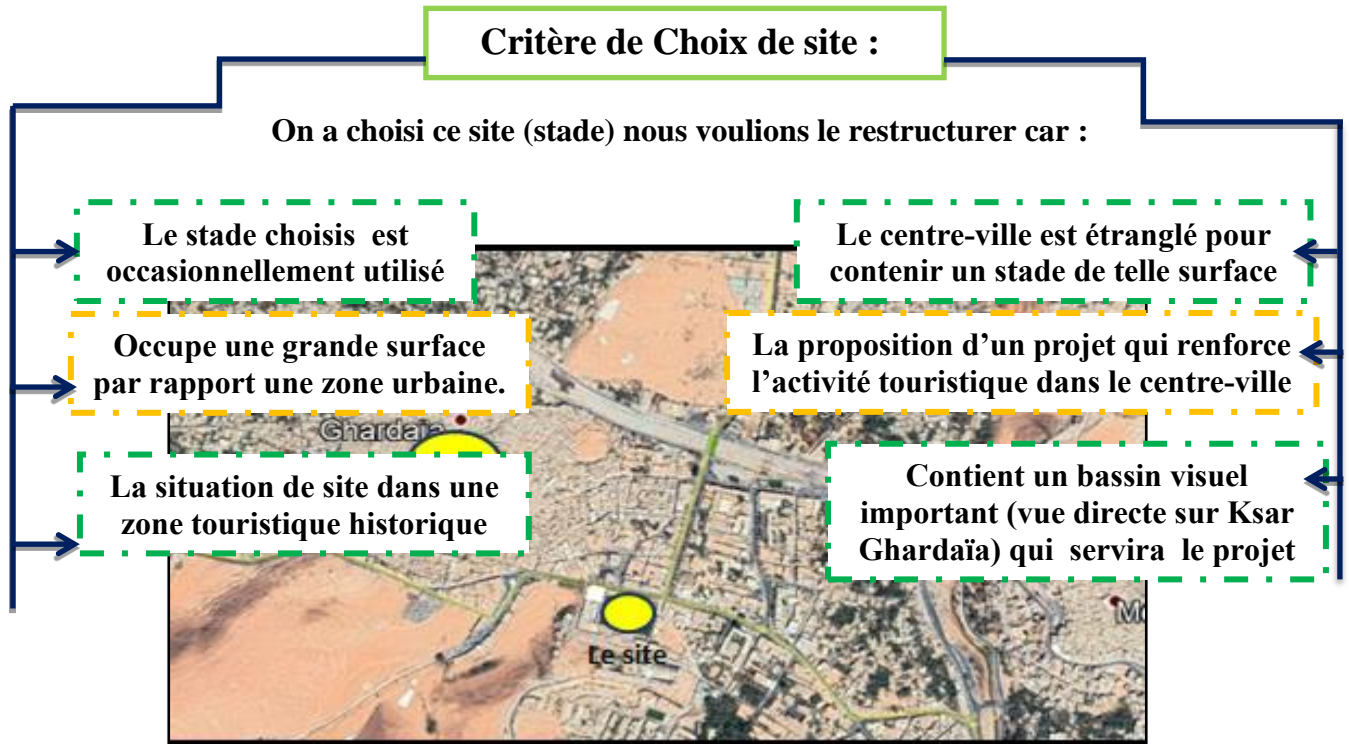 Critère de Choix de site :
On a choisi ce site (stade) nous voulions le restructurer car :
Le stade choisis est
occasionnellement utilisé
Occupe une grande surface
par rapport une zone urbaine.
La situation de site dans une
zone touristique historique
Le centre-ville est étranglé pour
contenir un stade de telle surface
La proposition d’un projet qui renforce
l’activité touristique dans le centre-ville
Contient un bassin visuel
important (vue directe sur Ksar
Ghardaïa) qui servira le projet
Ghardaïa
Le site